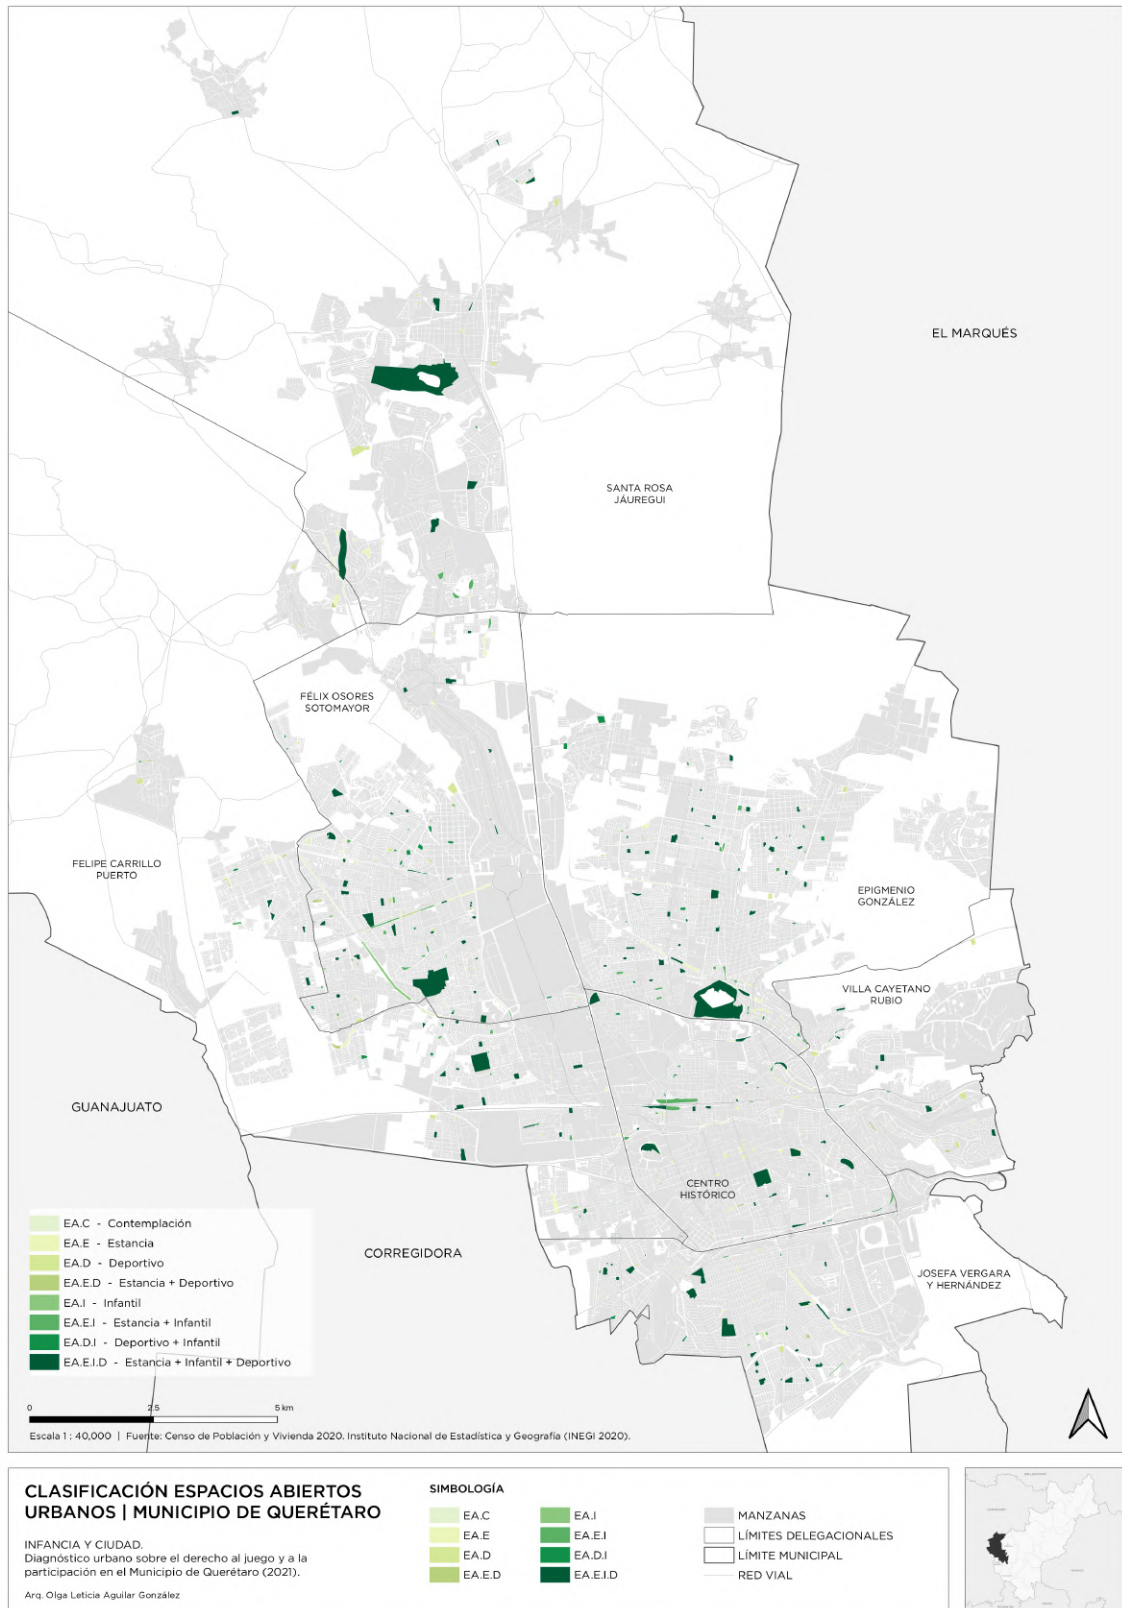 EL MARQUÉS
SANTA ROSA
JÁUREGUI
FÉLIX OSORES
SOTOMAYOR
FELIPE CARRILLO
PUERTO
EPIGMENIO
GONZÁLEZ
VILLA CAYETANO
RUBIO
GUANAJUATO
CENTRO
HISTÓRICO
CORREGIDORA
JOSEFA VERGARA
Y HERNÁNDEZ
EA.C - Contemplación
EA.E - Estancia
EA.D - Deportivo
EA.E.D - Estancia + Deportivo
EA.I - Infantil
EA.E.I - Estancia + Infantil
EA.D.I - Deportivo + Infantil
EA.E.I.D - Estancia + Infantil + Deportivo
0 2.5 5 km
Escala 1 : 40,000 | Fuente: Censo de Población y Vivienda 2020. Instituto Nacional de Estadística y Geografía (INEGI 2020).
CLASIFICACIÓN ESPACIOS ABIERTOS
URBANOS | MUNICIPIO DE QUERÉTARO
INFANCIA Y CIUDAD.
Diagnóstico urbano sobre el derecho al juego y a la
participación en el Municipio de Querétaro (2021).
Arq. Olga Leticia Aguilar González
SIMBOLOGÍA
EA.C
EA.E
EA.D
EA.E.D
EA.I
EA.E.I
EA.D.I
EA.E.I.D
MANZANAS
LÍMITES DELEGACIONALES
LÍMITE MUNICIPAL
RED VIAL